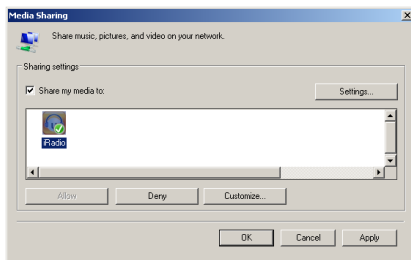 Media Sharing
Share music, pictures, and video on your network.
Sharing settings
Share my media to:
Settings...
iRadio
Allow
Deny
Customize...
OK
Cancel
Apply